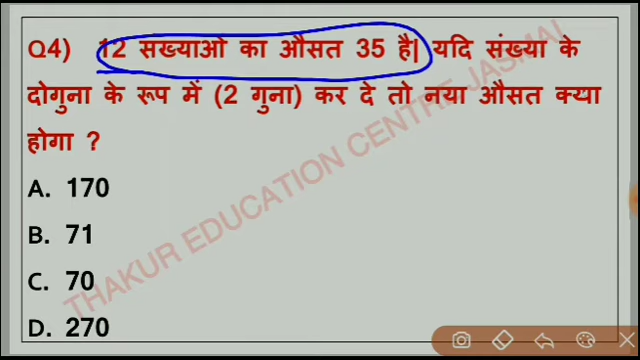 Q4) 12 सख्याओ का औसत 35 है| यदि संख्या के
दोगुना के रूप में (2 गुना) कर दे तो नया औसत क्या
होगा ?
A. 170
B. 71
C. 70
D. 270
THAKUR EDUCATION CENTRE JASMAI